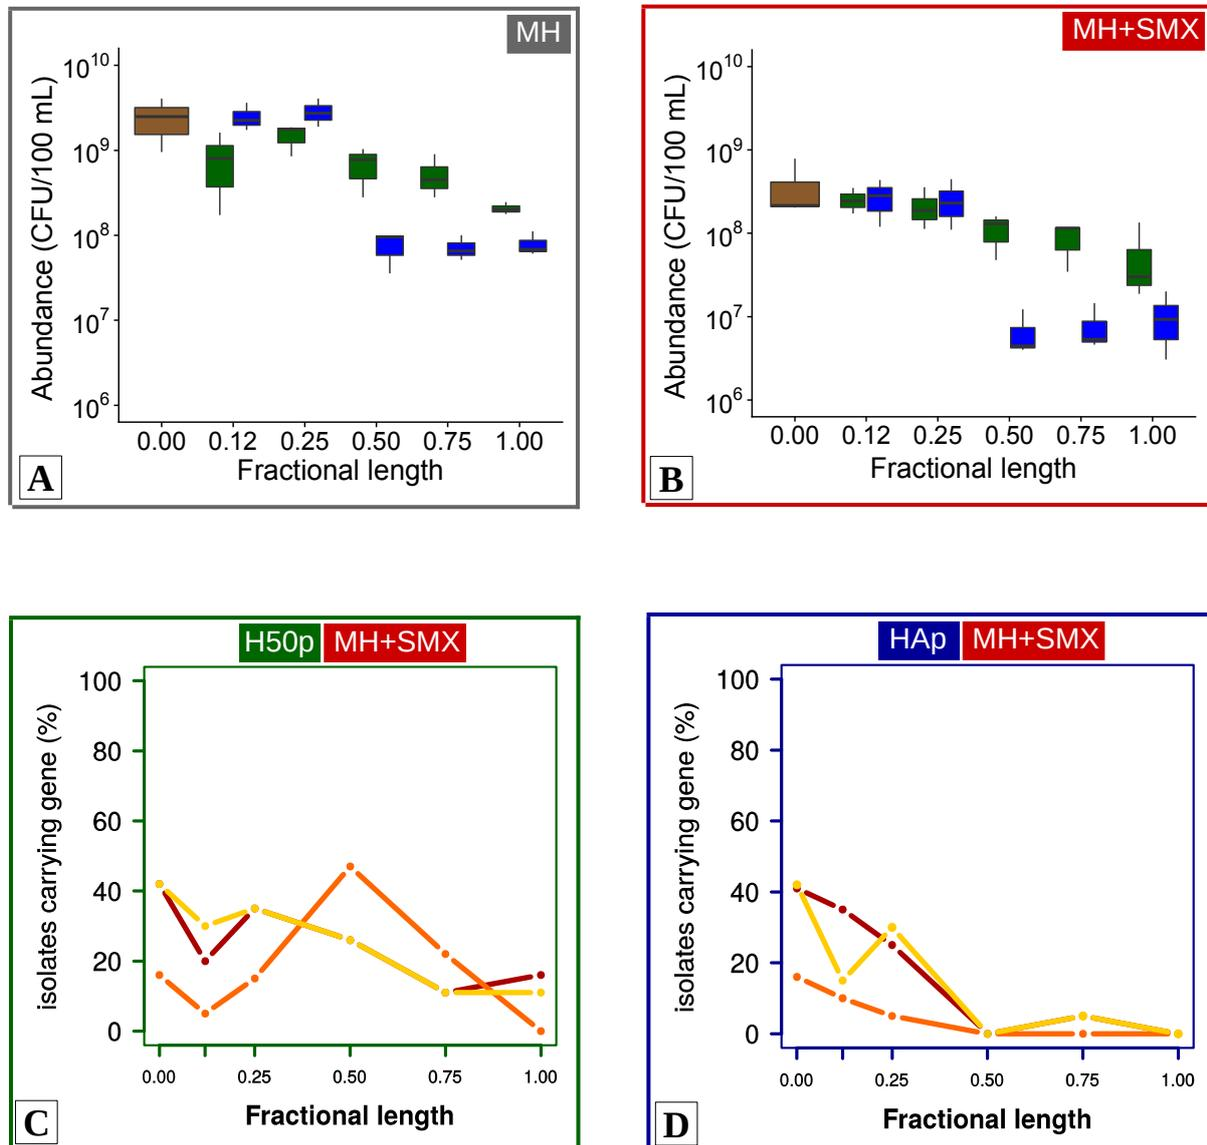 MH
Abundance (CFU/100 mL)
10^10
10^9
10^8
10^7
10^6
0.00 0.12 0.25 0.50 0.75 1.00
Fractional length
A
MH+SMX
Abundance (CFU/100 mL)
10^10
10^9
10^8
10^7
10^6
0.00 0.12 0.25 0.50 0.75 1.00
Fractional length
B
H50p MH+SMX
isolates carrying gene (%)
100
80
60
40
20
0
0.00 0.25 0.50 0.75 1.00
Fractional length
C
HAp MH+SMX
isolates carrying gene (%)
100
80
60
40
20
0
0.00 0.25 0.50 0.75 1.00
Fractional length
D